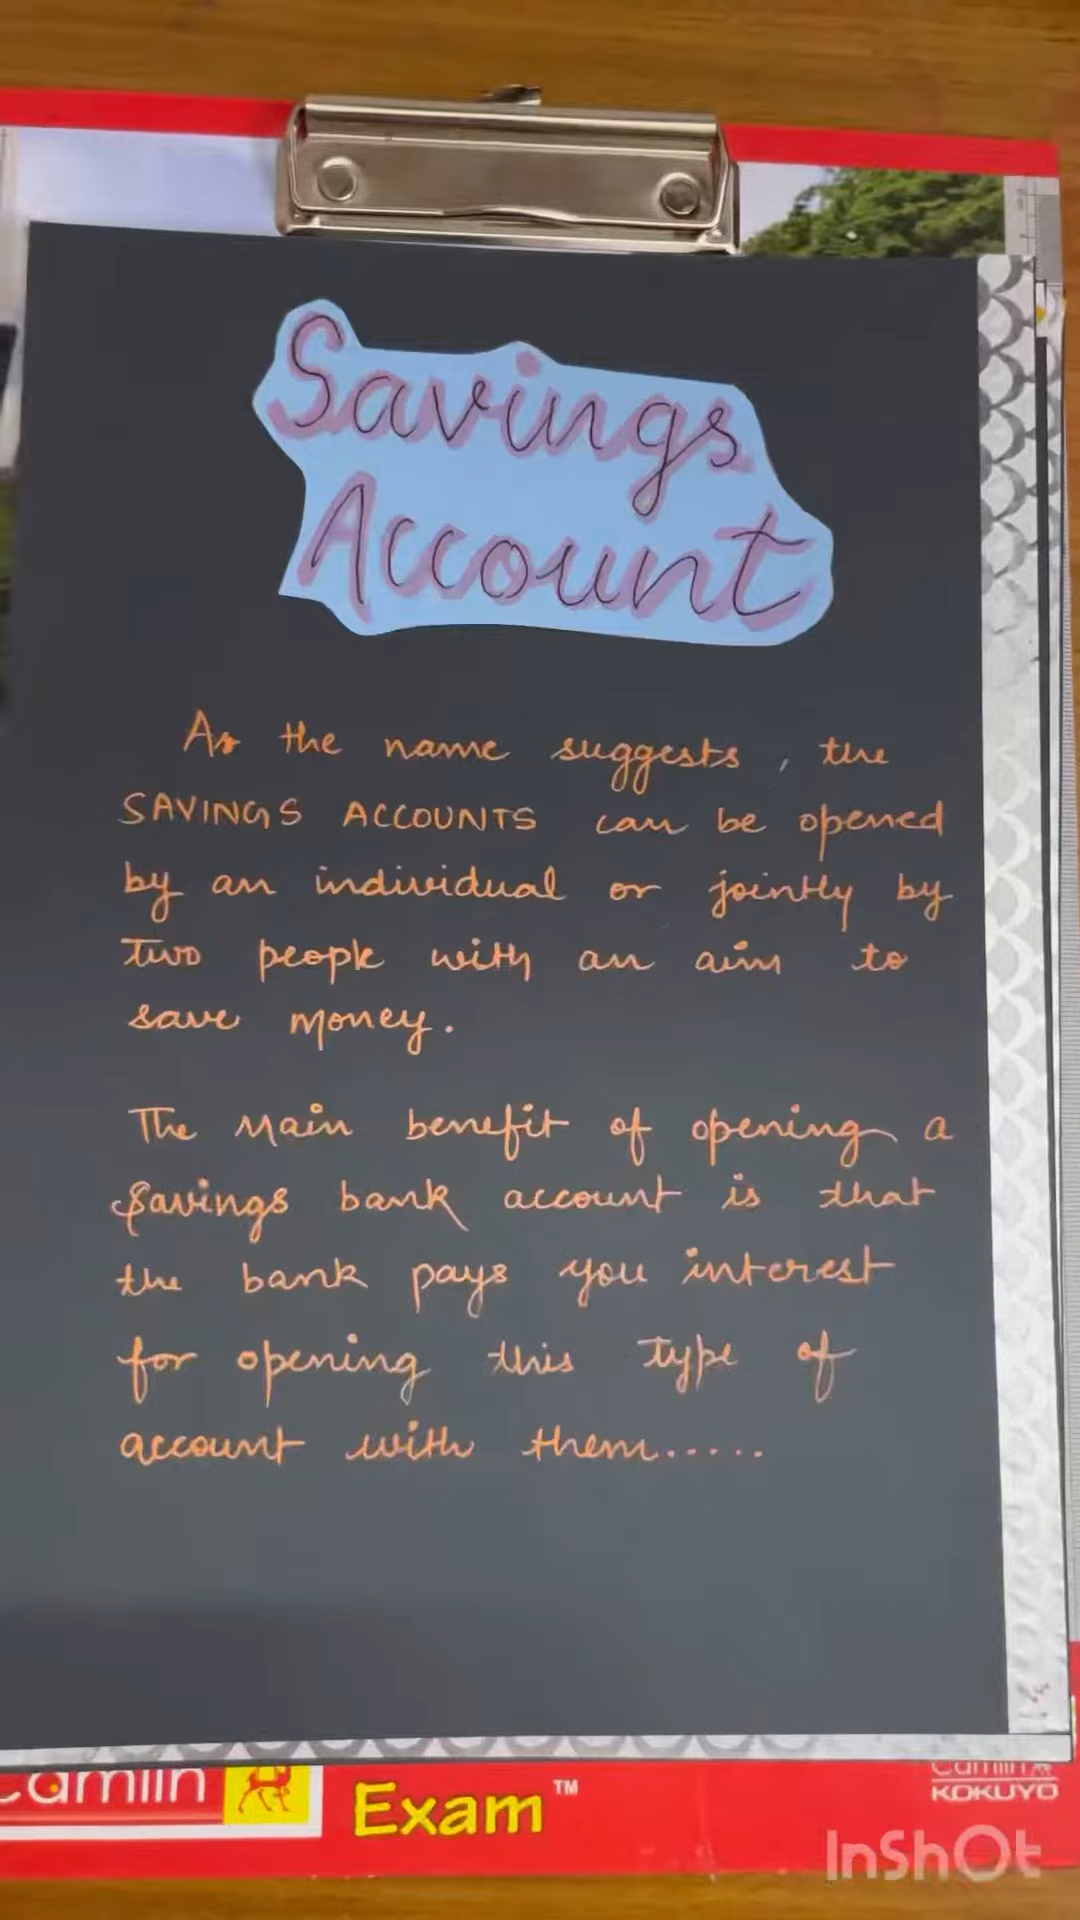 Savings
Account
As the name suggests, the
SAVINGS ACCOUNTS can be opened
by an individual or jointly by
Two people with an aim to
save money.
The Main benefit of opening a
Savings bank account is that
the bank pays you interest
for opening this type of
account with them.....
Camlin
Exam™
Camlin
KOKUYO
InShOt